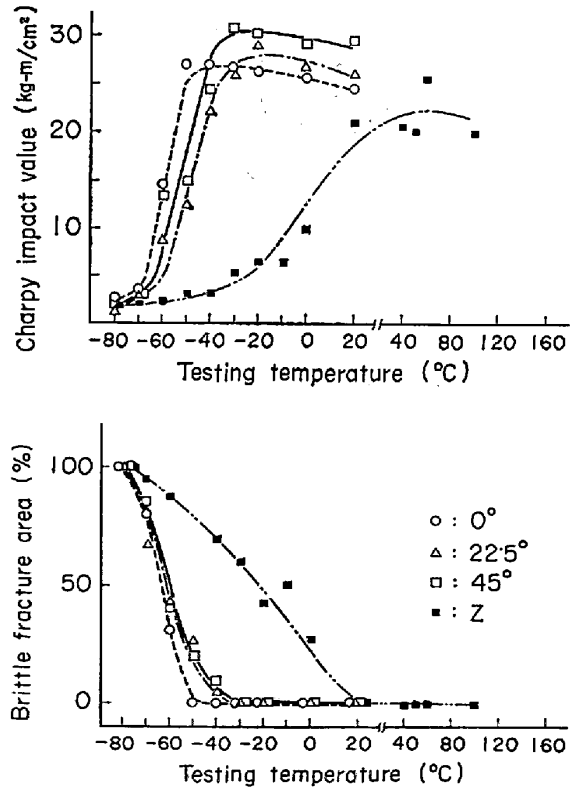 Charpy impact value (kg-m/cm²)
30
20
10
-80 -60 -40 -20 0 20 40 80 120 160
Testing temperature (°C)
Brittle fracture area (%)
100
50
0
○ : 0°
△ : 22·5°
□ : 45°
■ : Z
-80 -60 -40 -20 0 20 40 80 120 160
Testing temperature (°C)